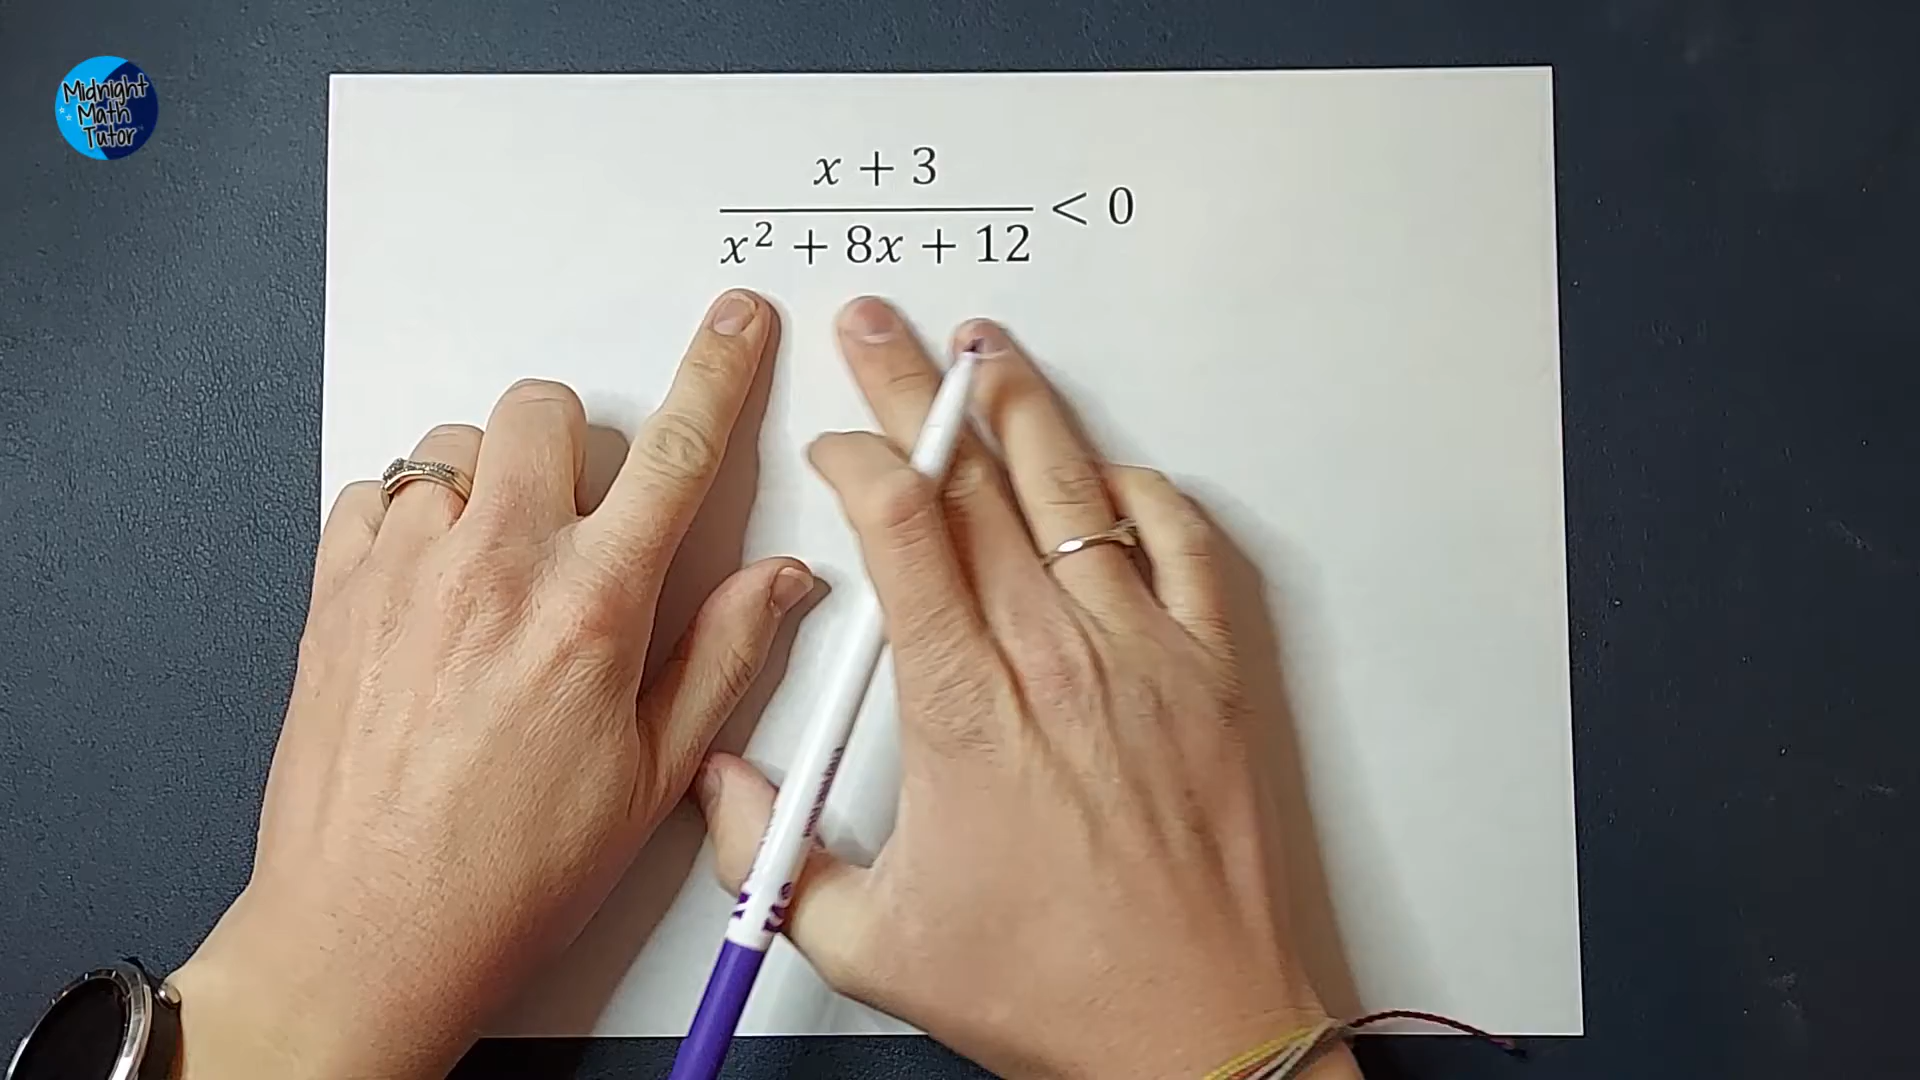 Midnight
Math
Tutor
x + 3
x² + 8x + 12
< 0